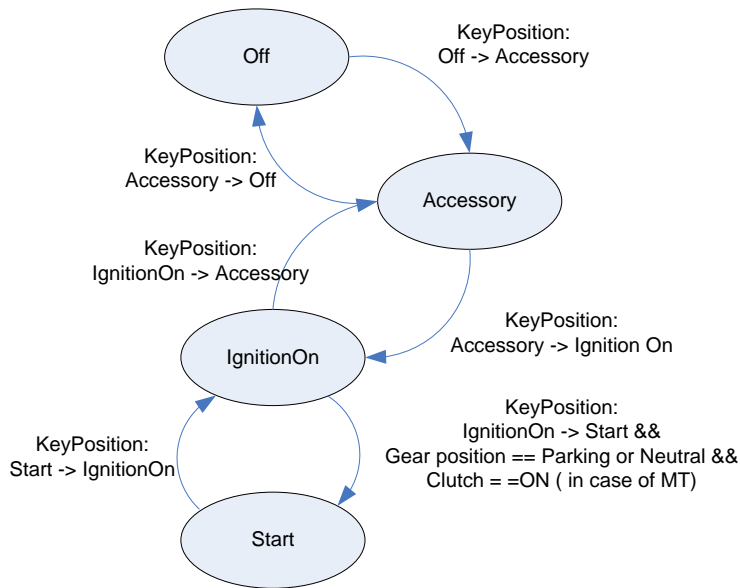 Off
KeyPosition:
Off -> Accessory
KeyPosition:
Accessory -> Off
Accessory
KeyPosition:
IgnitionOn -> Accessory
KeyPosition:
Accessory -> Ignition On
IgnitionOn
KeyPosition:
IgnitionOn -> Start &&
Gear position == Parking or Neutral &&
Clutch = =ON ( in case of MT)
KeyPosition:
Start -> IgnitionOn
Start